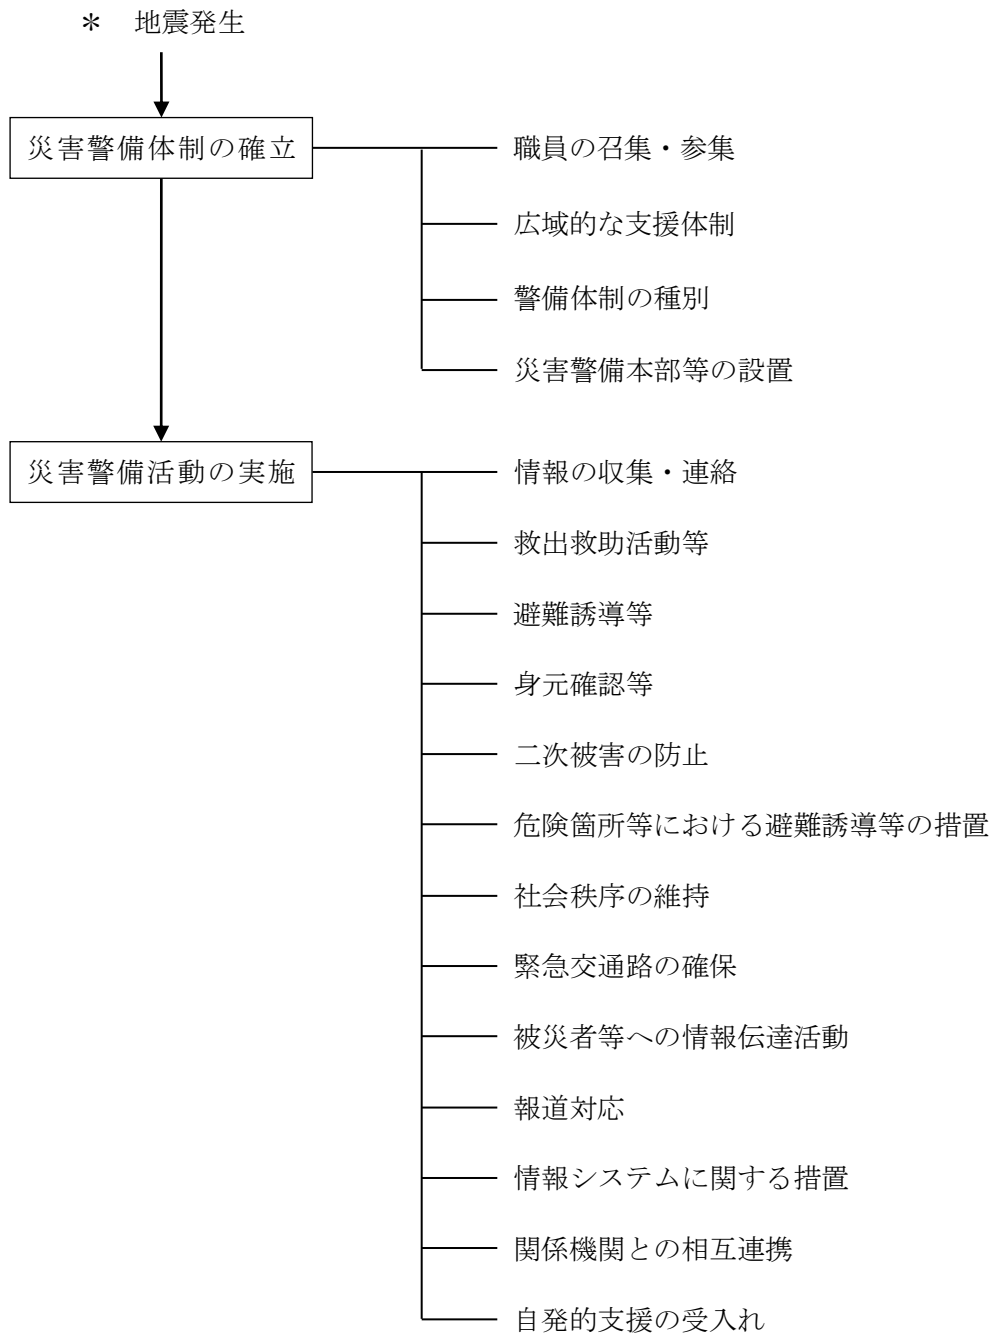 ＊ 地震発生
災害警備体制の確立
職員の召集・参集
広域的な支援体制
警備体制の種別
災害警備本部等の設置
災害警備活動の実施
情報の収集・連絡
救出救助活動等
避難誘導等
身元確認等
二次被害の防止
危険箇所等における避難誘導等の措置
社会秩序の維持
緊急交通路の確保
被災者等への情報伝達活動
報道対応
情報システムに関する措置
関係機関との相互連携
自発的支援の受入れ